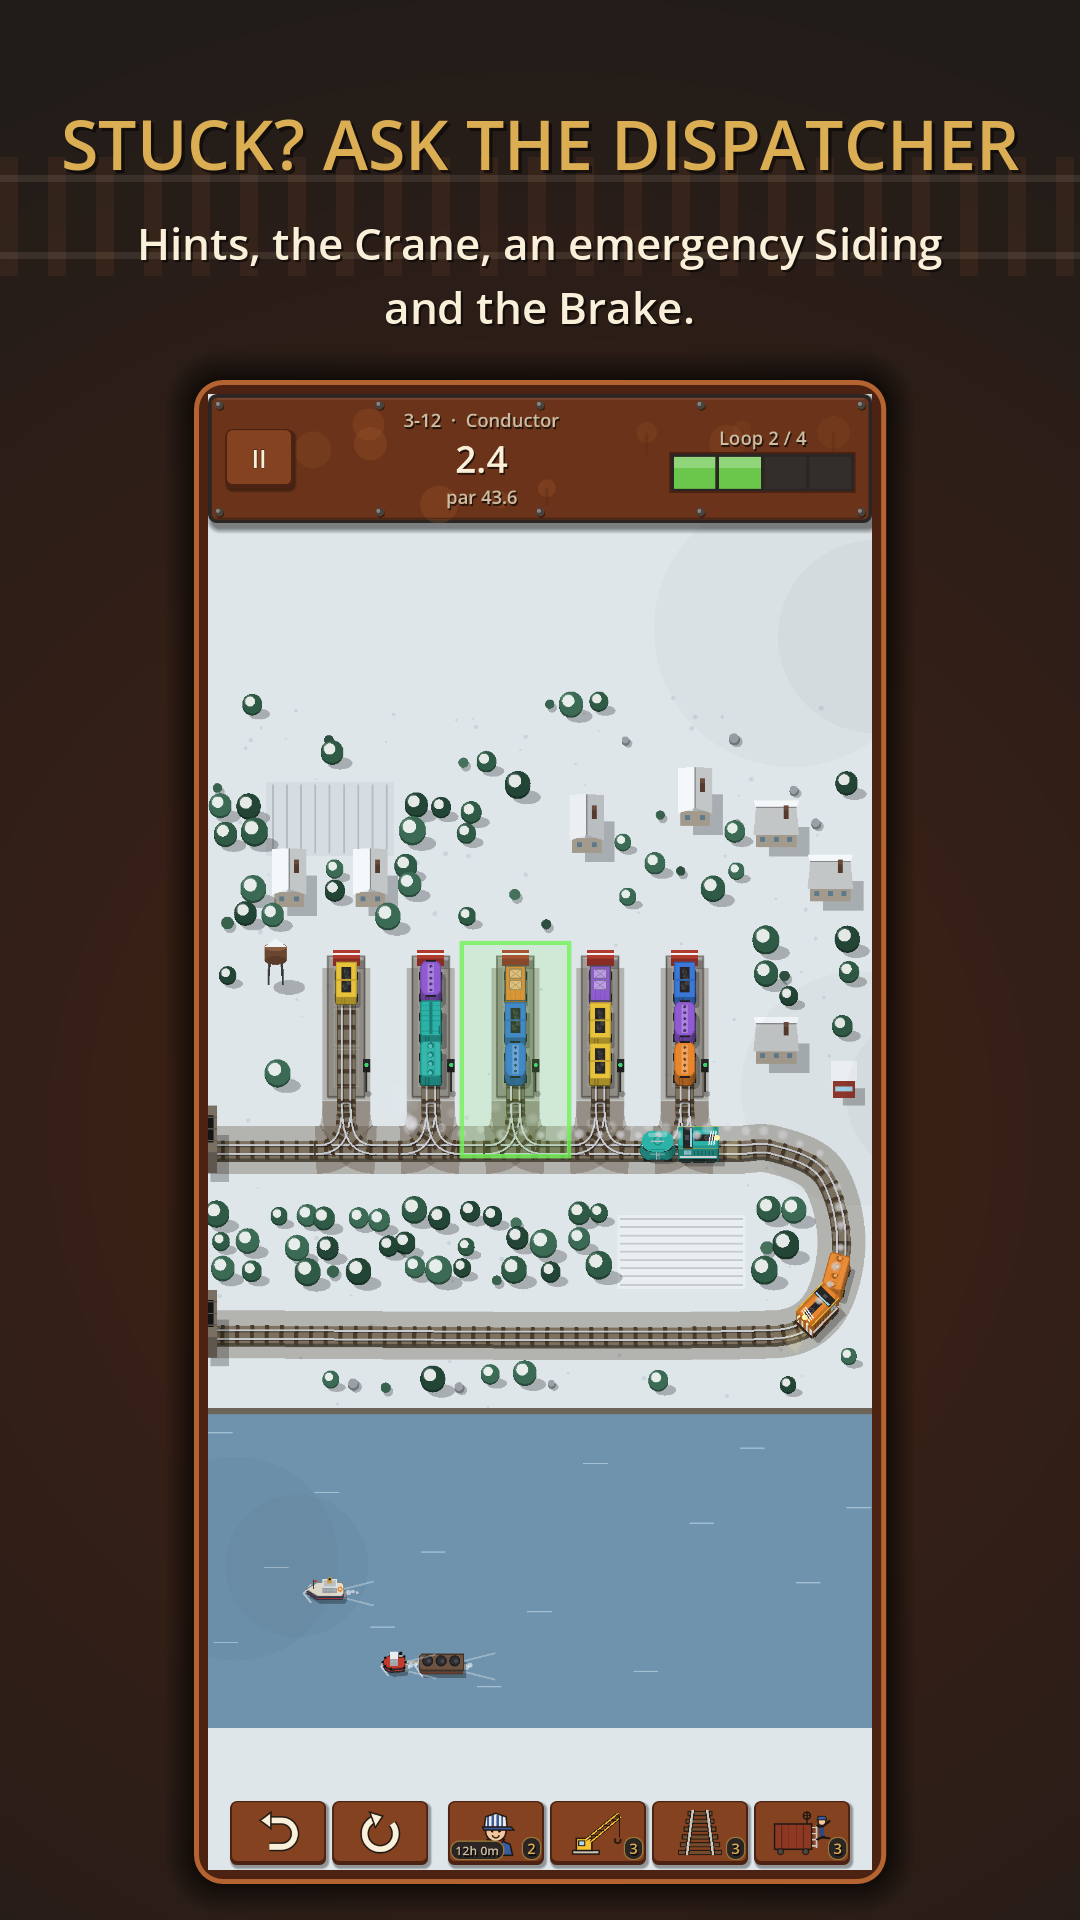 STUCK? ASK THE DISPATCHER
Hints, the Crane, an emergency Siding
and the Brake.
3-12 · Conductor
2.4
par 43.6
Loop 2 / 4
12h 0m
2
3
3
3